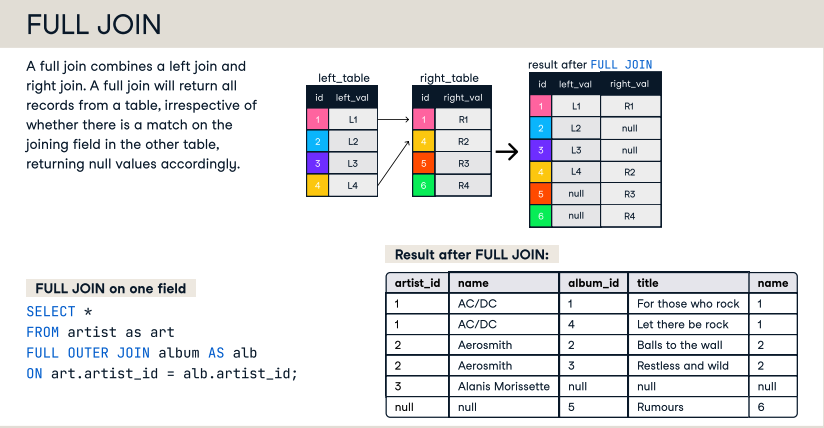 FULL JOIN
A full join combines a left join and
right join. A full join will return all
records from a table, irrespective of
whether there is a match on the
joining field in the other table,
returning null values accordingly.
left_table
id left_val
1 L1
2 L2
3 L3
4 L4
right_table
id right_val
1 R1
4 R2
5 R3
6 R4
result after FULL JOIN
id left_val right_val
1 L1 R1
2 L2 null
3 L3 null
4 L4 R2
5 null R3
6 null R4
FULL JOIN on one field
SELECT *
FROM artist as art
FULL OUTER JOIN album AS alb
ON art.artist_id = alb.artist_id;
Result after FULL JOIN:
artist_id name album_id title name
1 AC/DC 1 For those who rock 1
1 AC/DC 4 Let there be rock 1
2 Aerosmith 2 Balls to the wall 2
2 Aerosmith 3 Restless and wild 2
3 Alanis Morissette null null null
null null 5 Rumours 6